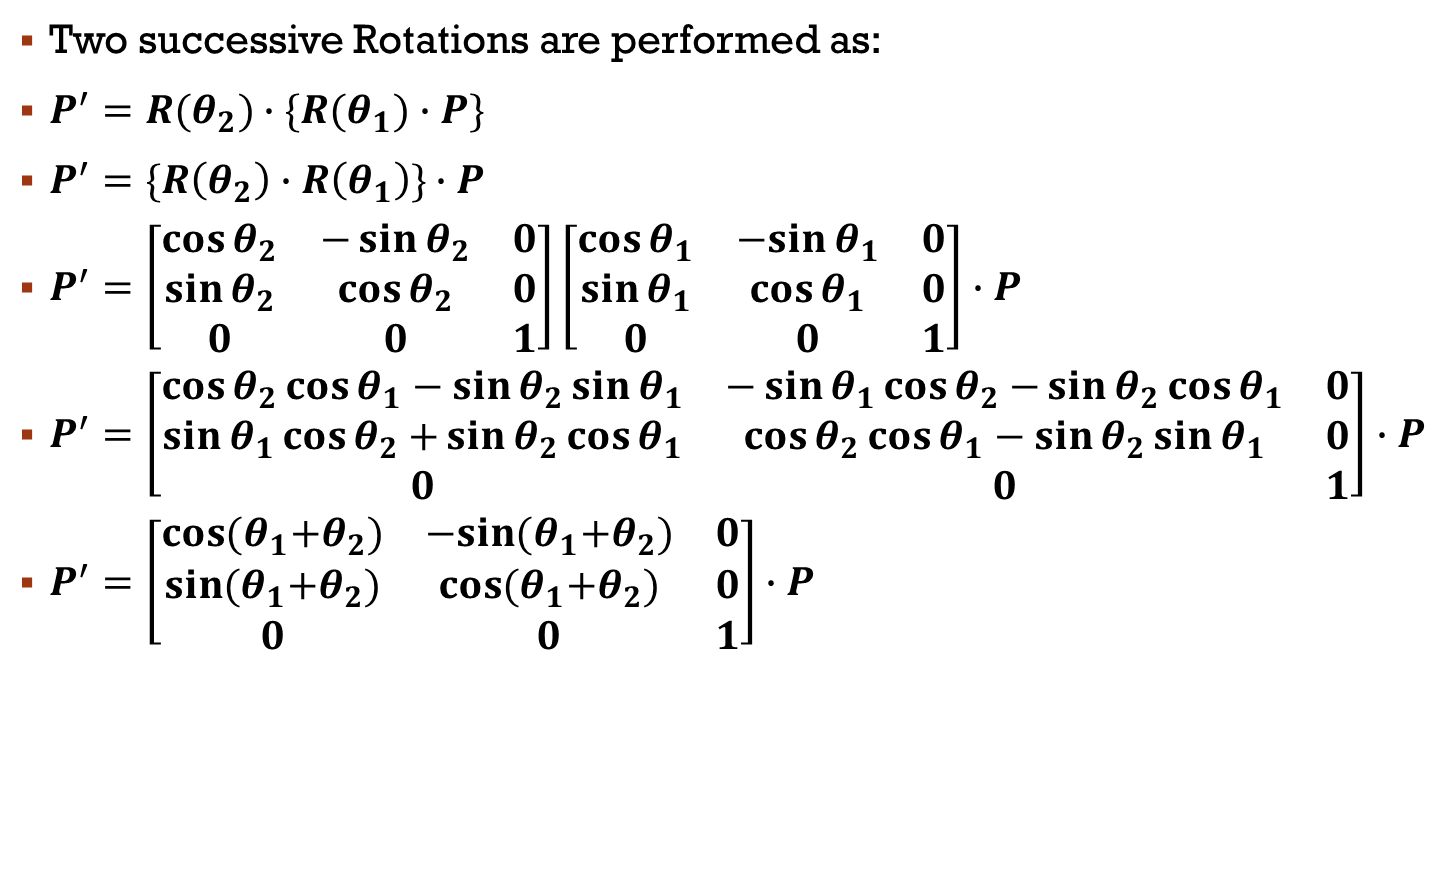 ▪ Two successive Rotations are performed as:
▪ P′ = R(θ₂) · {R(θ₁) · P}
▪ P′ = {R(θ₂) · R(θ₁)} · P
▪ P′ = [cos θ₂ − sin θ₂ 0; sin θ₂ cos θ₂ 0; 0 0 1] [cos θ₁ −sin θ₁ 0; sin θ₁ cos θ₁ 0; 0 0 1] · P
▪ P′ = [cos θ₂ cos θ₁ − sin θ₂ sin θ₁ − sin θ₁ cos θ₂ − sin θ₂ cos θ₁ 0; sin θ₁ cos θ₂ + sin θ₂ cos θ₁ cos θ₂ cos θ₁ − sin θ₂ sin θ₁ 0; 0 0 1] · P
▪ P′ = [cos(θ₁+θ₂) −sin(θ₁+θ₂) 0; sin(θ₁+θ₂) cos(θ₁+θ₂) 0; 0 0 1] · P